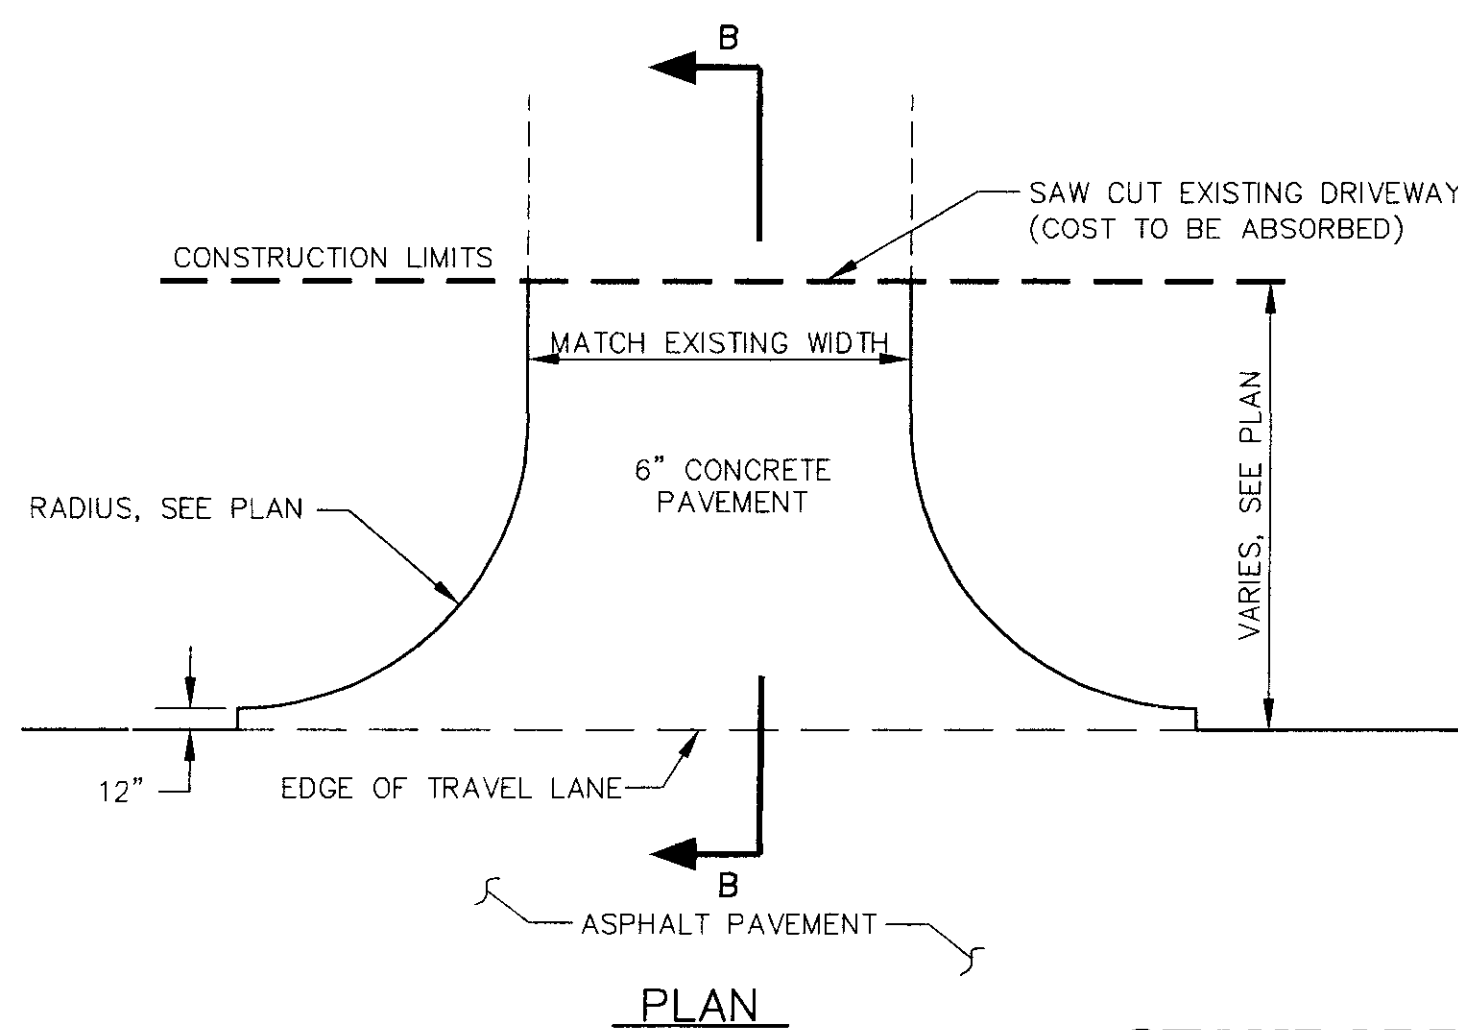 B
SAW CUT EXISTING DRIVEWAY
(COST TO BE ABSORBED)
CONSTRUCTION LIMITS
MATCH EXISTING WIDTH
VARIES, SEE PLAN
6" CONCRETE
PAVEMENT
RADIUS, SEE PLAN
12"
EDGE OF TRAVEL LANE
B
ASPHALT PAVEMENT
PLAN